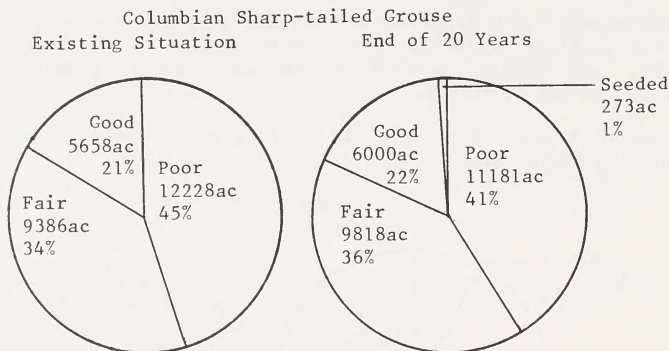 Columbian Sharp-tailed Grouse
Existing Situation
End of 20 Years
Good
5658ac
21%
Poor
12228ac
45%
Fair
9386ac
34%
Seeded
273ac
1%
Good
6000ac
22%
Poor
11181ac
41%
Fair
9818ac
36%